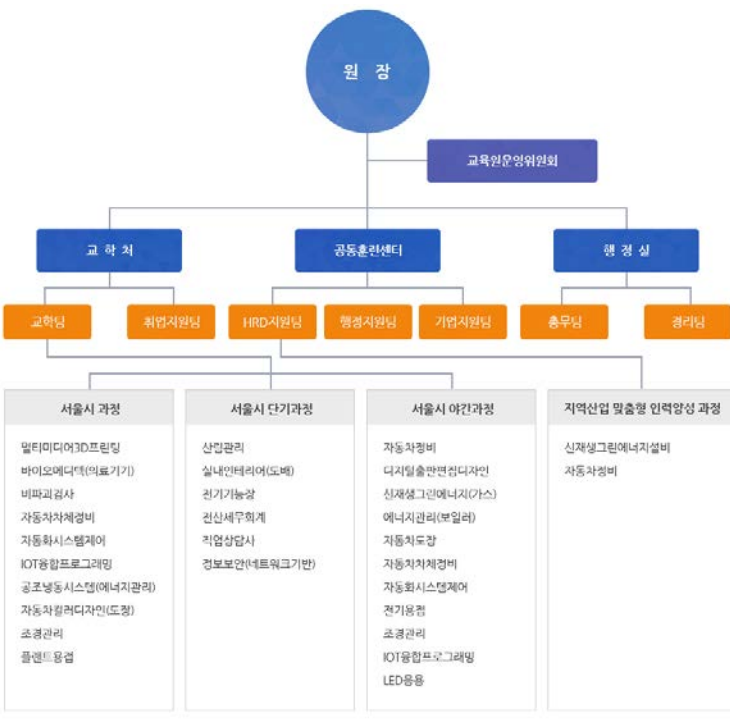 원 장
교육원운영위원회
교 학 처
공동훈련센터
행 정 실
교학팀
취업지원팀
HRD지원팀
행정지원팀
기업지원팀
총무팀
경리팀
서울시 과정
멀티미디어3D프린팅
바이오메디텍(의료기기)
비파괴검사
자동차차체정비
자동화시스템제어
IOT융합프로그래밍
공조냉동시스템(에너지관리)
자동차컬러디자인(도장)
조경관리
플랜트용접
서울시 단기과정
산림관리
실내인테리어(도배)
전기기능장
전산세무회계
직업상담사
정보보안(네트워크기반)
서울시 야간과정
자동차정비
디지털출판편집디자인
신재생그린에너지(가스)
에너지관리(보일러)
자동차도장
자동차차체정비
자동화시스템제어
전기용접
조경관리
IOT융합프로그래밍
LED응용
지역산업 맞춤형 인력양성 과정
신재생그린에너지설비
자동차정비